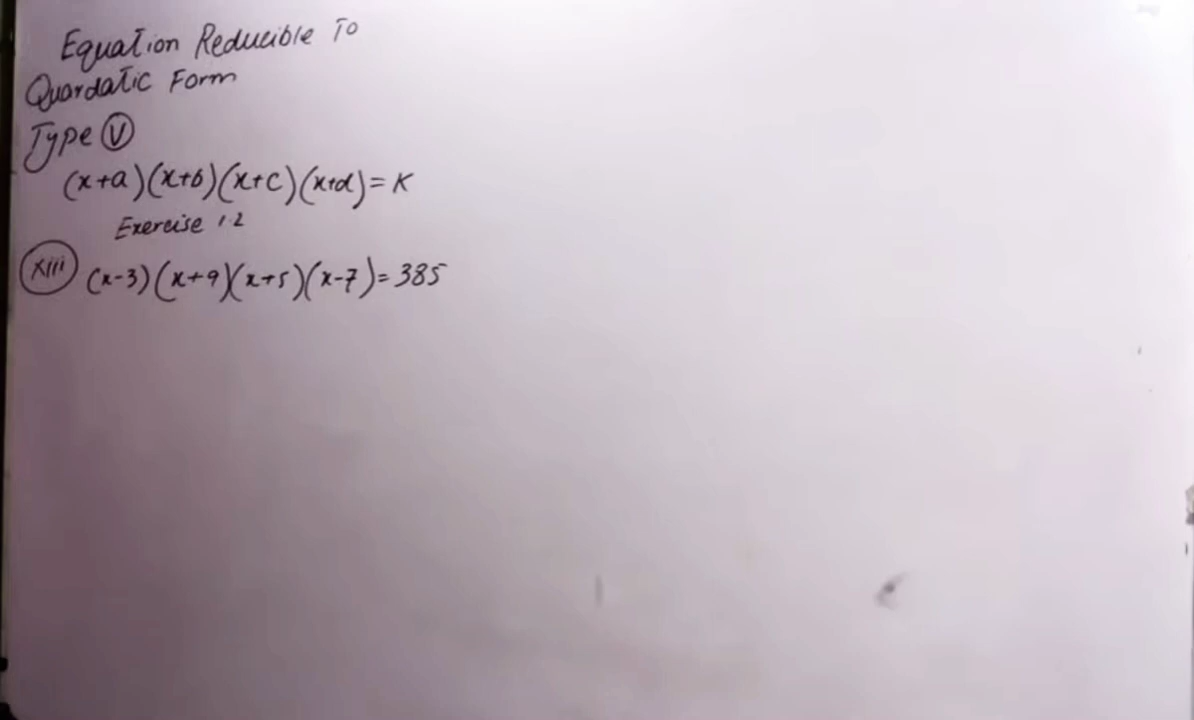 Equation Reducible To
Quardatic Form
Type V
(x+a)(x+b)(x+c)(x+d)=K
Exercise 1.2
xiii (x-3)(x+9)(x+5)(x-7)=385